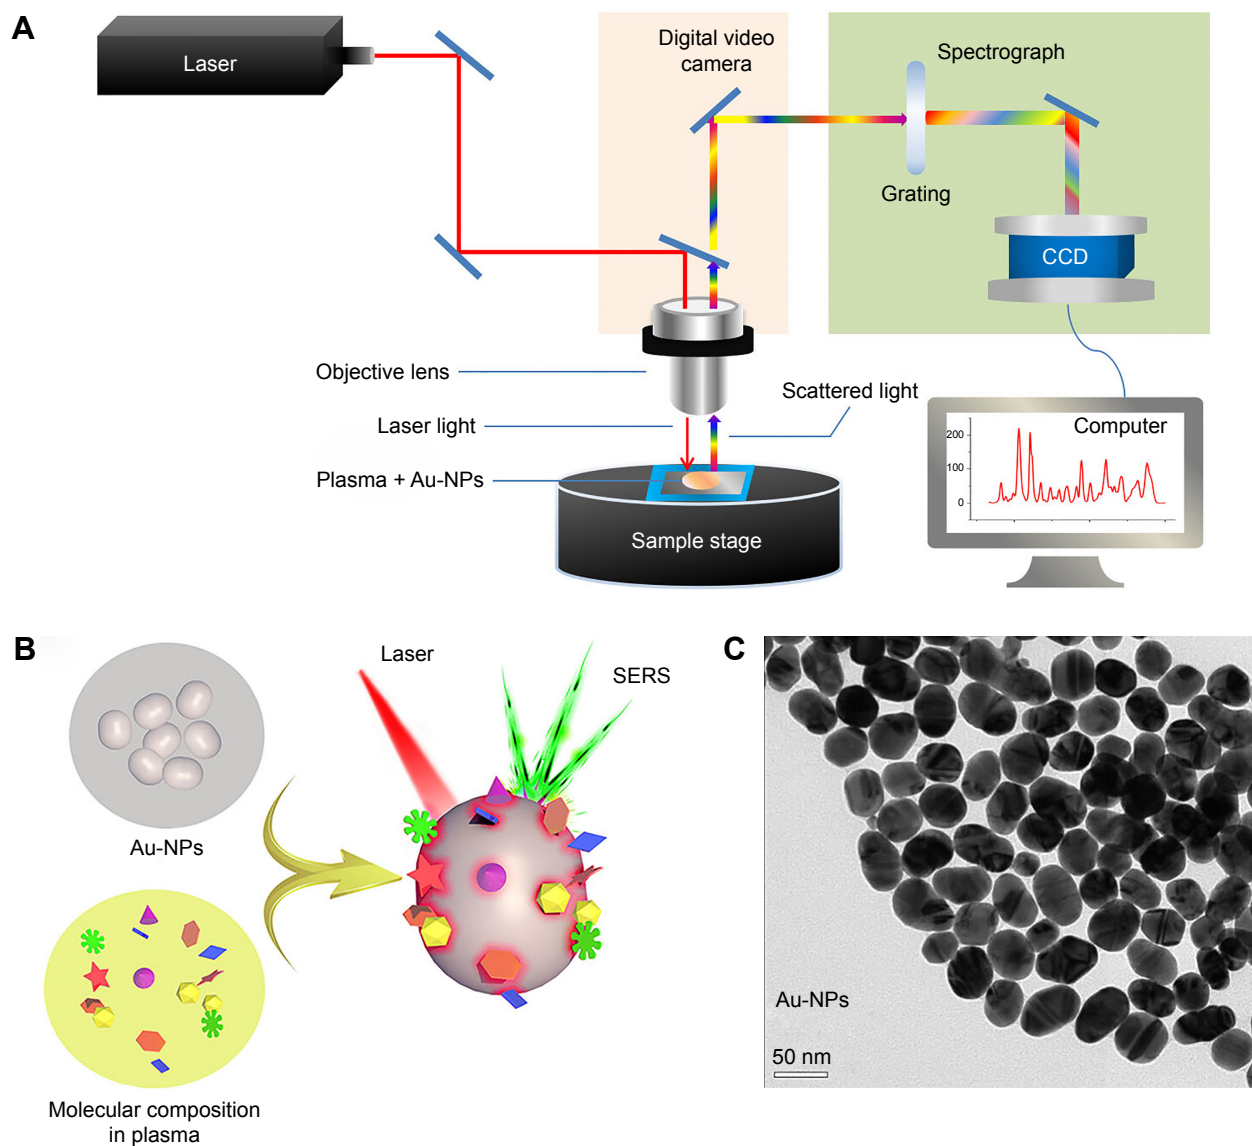 A
Laser
Digital video
camera
Spectrograph
Grating
CCD
Objective lens
Laser light
Scattered light
Plasma + Au-NPs
Sample stage
Computer
200
100
0
B
Laser
SERS
Au-NPs
Molecular composition
in plasma
C
Au-NPs
50 nm